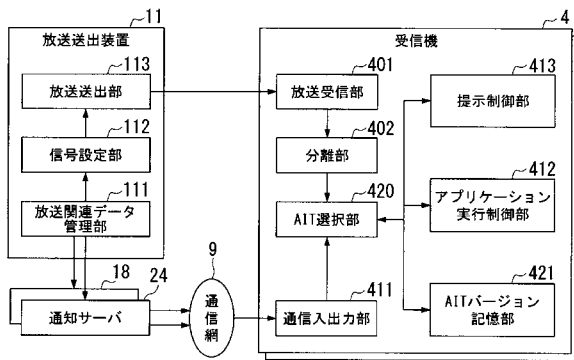 11
放送送出装置
113
放送送出部
112
信号設定部
111
放送関連データ
管理部
18
24
通知サーバ
9
通信網
4
受信機
401
放送受信部
402
分離部
420
AIT選択部
411
通信入出力部
413
提示制御部
412
アプリケーション
実行制御部
421
AITバージョン
記憶部